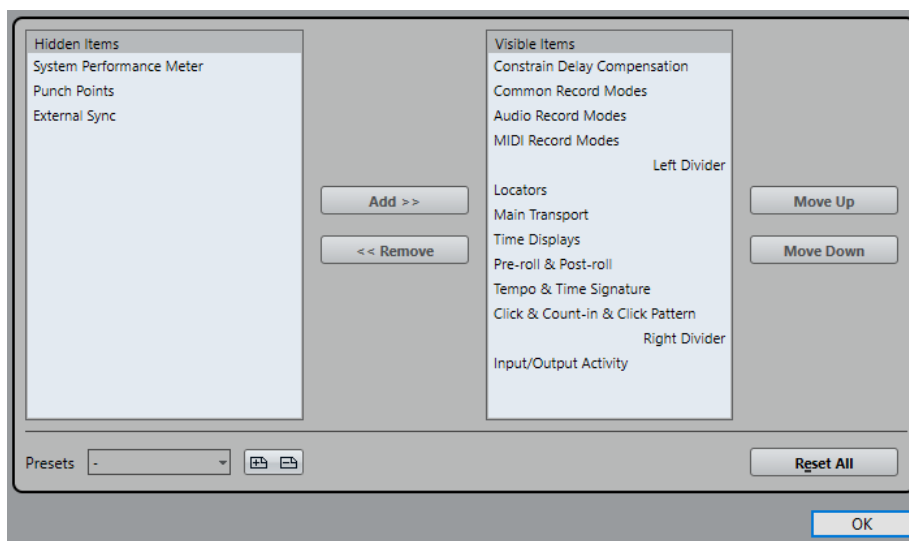 Hidden Items
System Performance Meter
Punch Points
External Sync
Add >>
<< Remove
Visible Items
Constrain Delay Compensation
Common Record Modes
Audio Record Modes
MIDI Record Modes
Left Divider
Locators
Main Transport
Time Displays
Pre-roll & Post-roll
Tempo & Time Signature
Click & Count-in & Click Pattern
Right Divider
Input/Output Activity
Move Up
Move Down
Presets -
Reset All
OK